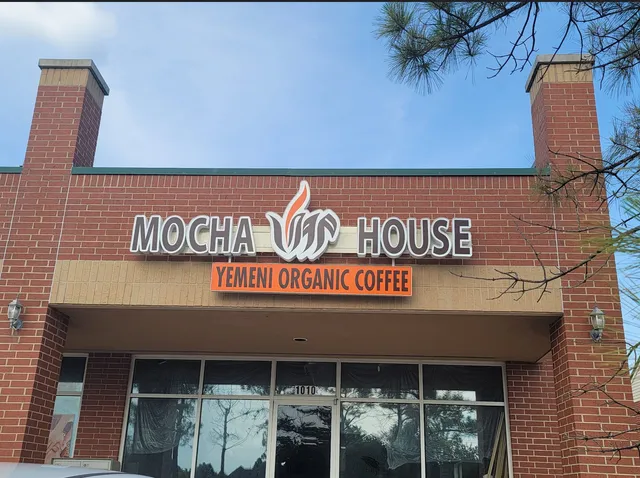 MOCHA HOUSE
YEMENI ORGANIC COFFEE
1010